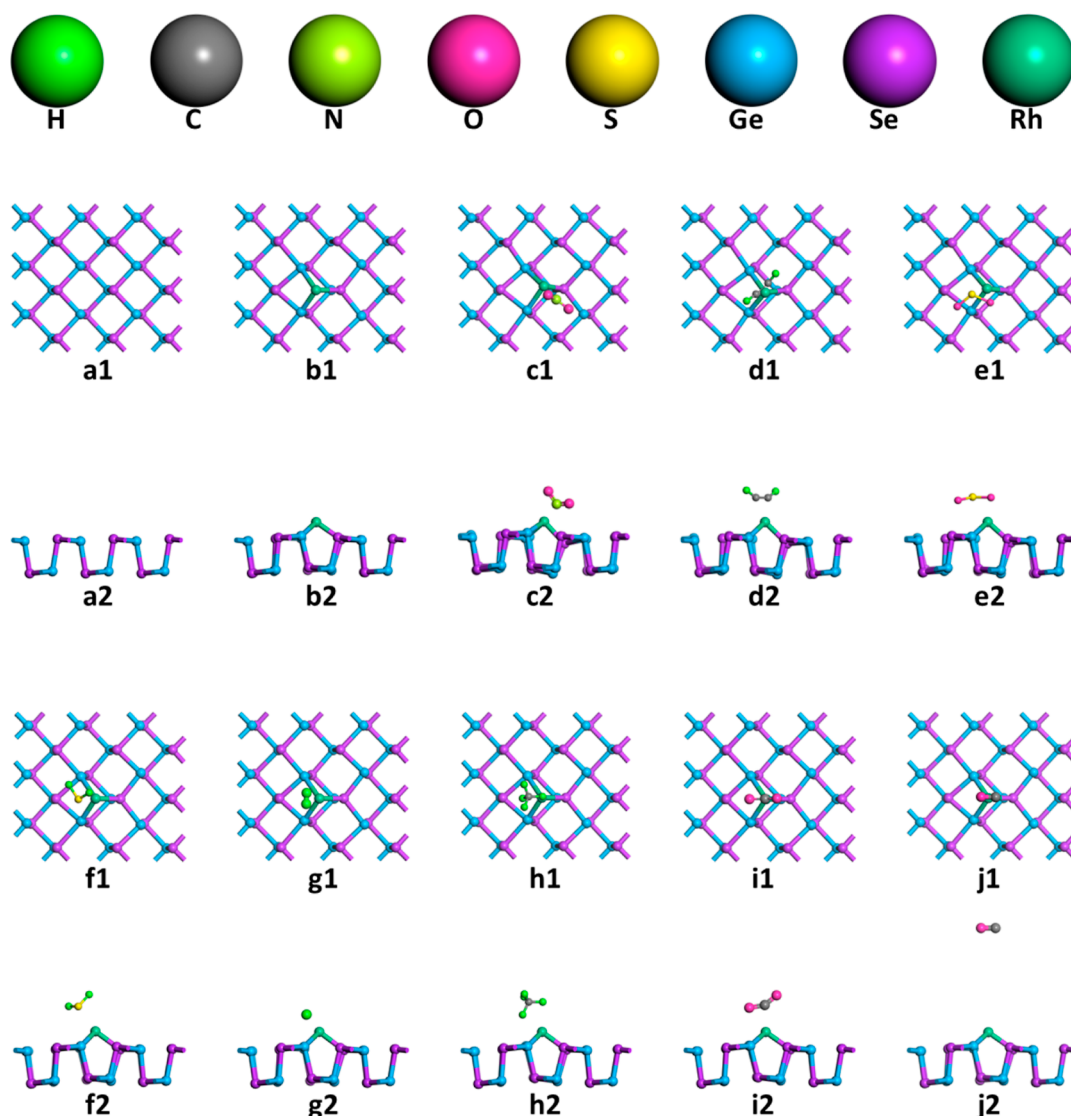 H C N O S Ge Se Rh
a1 b1 c1 d1 e1
a2 b2 c2 d2 e2
f1 g1 h1 i1 j1
f2 g2 h2 i2 j2